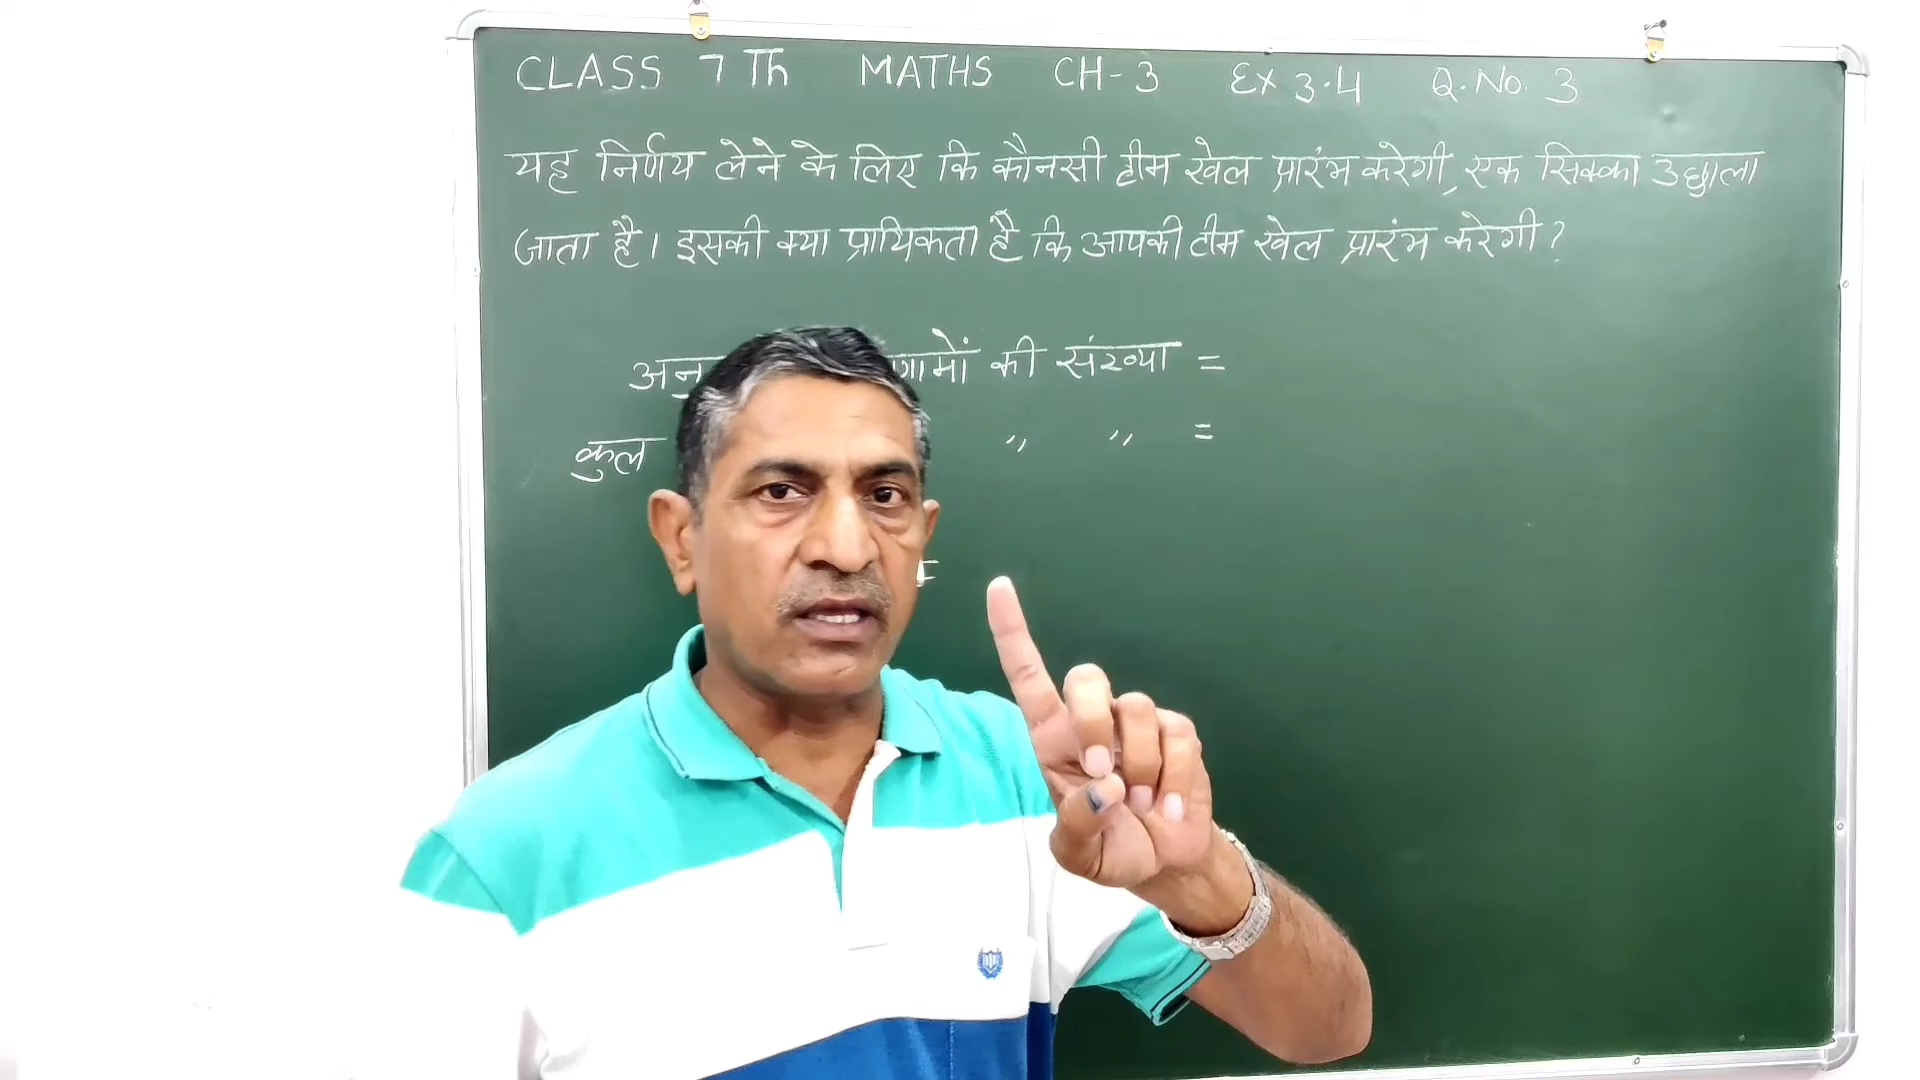 CLASS 7 Th MATHS CH-3 Ex 3.4 Q.No. 3
यह निर्णय लेने के लिए कि कौनसी टीम खेल प्रारंभ करेगी, एक सिक्का उछाला
जाता है। इसकी क्या प्रायिकता है कि आपकी टीम खेल प्रारंभ करेगी?
की संख्या =
कुल " " =
=